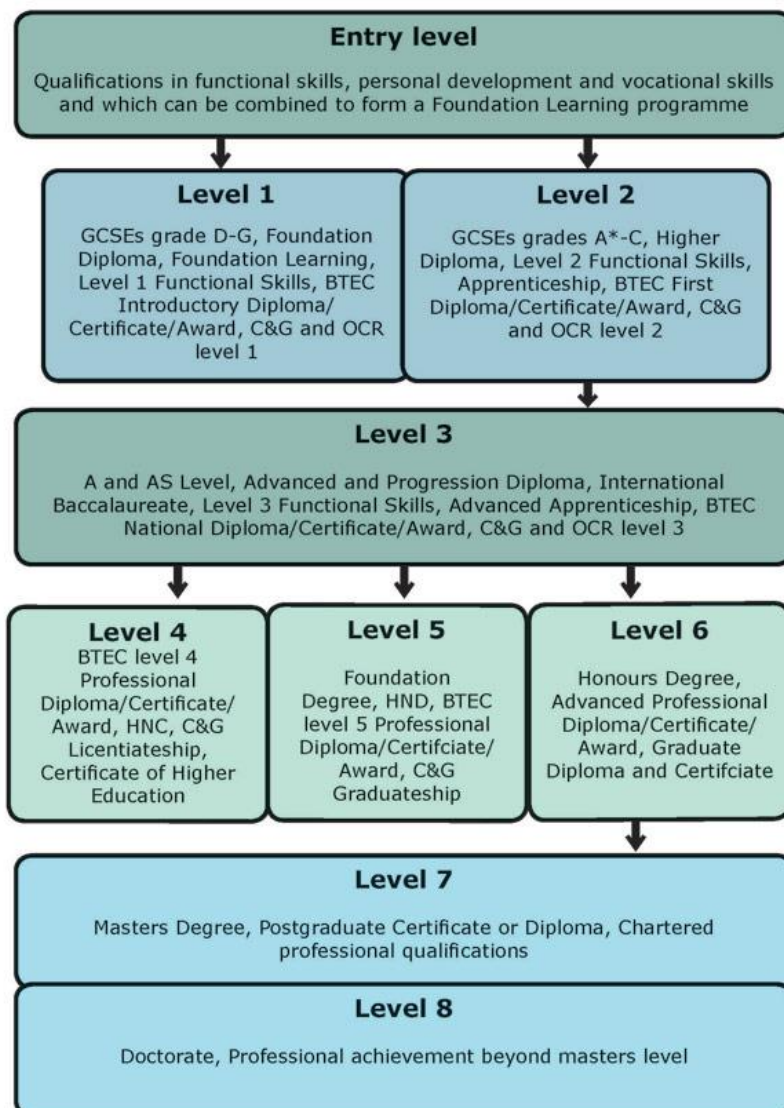 Entry level
Qualifications in functional skills, personal development and vocational skills
and which can be combined to form a Foundation Learning programme
Level 1
GCSEs grade D-G, Foundation
Diploma, Foundation Learning,
Level 1 Functional Skills, BTEC
Introductory Diploma/
Certificate/Award, C&G and OCR
level 1
Level 2
GCSEs grades A*-C, Higher
Diploma, Level 2 Functional Skills,
Apprenticeship, BTEC First
Diploma/Certificate/Award, C&G
and OCR level 2
Level 3
A and AS Level, Advanced and Progression Diploma, International
Baccalaureate, Level 3 Functional Skills, Advanced Apprenticeship, BTEC
National Diploma/Certificate/Award, C&G and OCR level 3
Level 4
BTEC level 4
Professional
Diploma/Certificate/
Award, HNC, C&G
Licentiateship,
Certificate of Higher
Education
Level 5
Foundation
Degree, HND, BTEC
level 5 Professional
Diploma/Certifciate/
Award, C&G
Graduateship
Level 6
Honours Degree,
Advanced Professional
Diploma/Certificate/
Award, Graduate
Diploma and Certifciate
Level 7
Masters Degree, Postgraduate Certificate or Diploma, Chartered
professional qualifications
Level 8
Doctorate, Professional achievement beyond masters level